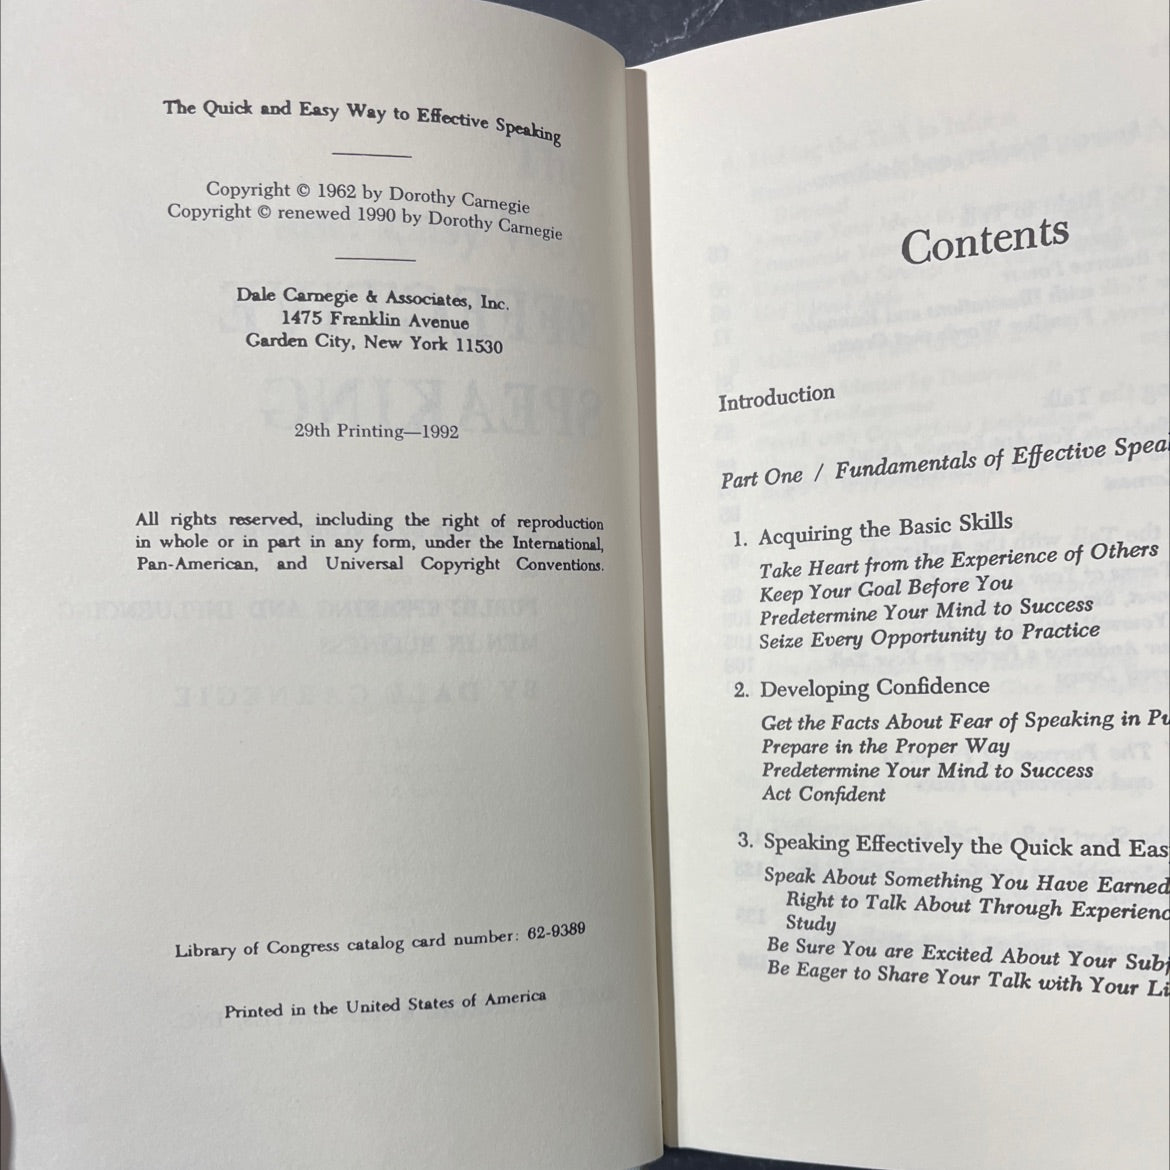 The Quick and Easy Way to Effective Speaking
Copyright © 1962 by Dorothy Carnegie
Copyright © renewed 1990 by Dorothy Carnegie
Dale Carnegie & Associates, Inc.
1475 Franklin Avenue
Garden City, New York 11530
29th Printing—1992
All rights reserved, including the right of reproduction
in whole or in part in any form, under the International,
Pan-American, and Universal Copyright Conventions.
Library of Congress catalog card number: 62-9389
Printed in the United States of America
Contents
Introduction
Part One / Fundamentals of Effective Spea
1. Acquiring the Basic Skills
Take Heart from the Experience of Others
Keep Your Goal Before You
Predetermine Your Mind to Success
Seize Every Opportunity to Practice
2. Developing Confidence
Get the Facts About Fear of Speaking in Pu
Prepare in the Proper Way
Predetermine Your Mind to Success
Act Confident
3. Speaking Effectively the Quick and Eas
Speak About Something You Have Earned
Right to Talk About Through Experienc
Study
Be Sure You are Excited About Your Subj
Be Eager to Share Your Talk with Your Li